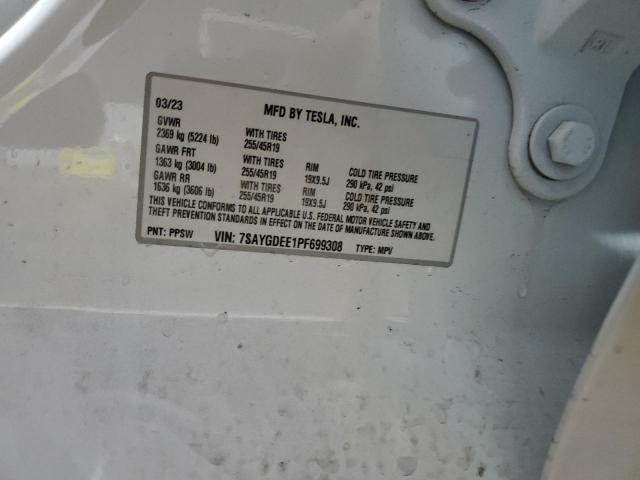 03/23 MFD BY TESLA, INC.
GVWR
2369 kg (5224 lb) WITH TIRES 255/45R19
GAWR FRT WITH TIRES RIM COLD TIRE PRESSURE
1363 kg (3004 lb) 255/45R19 19X9.5J 290 kPa, 42 psi
GAWR RR WITH TIRES RIM COLD TIRE PRESSURE
1636 kg (3606 lb) 255/45R19 19X9.5J 290 kPa, 42 psi
THIS VEHICLE CONFORMS TO ALL APPLICABLE U.S. FEDERAL MOTOR VEHICLE SAFETY AND
THEFT PREVENTION STANDARDS IN EFFECT ON THE DATE OF MANUFACTURE SHOWN ABOVE.
PNT: PPSW VIN: 7SAYGDEE1PF699308 TYPE: MPV